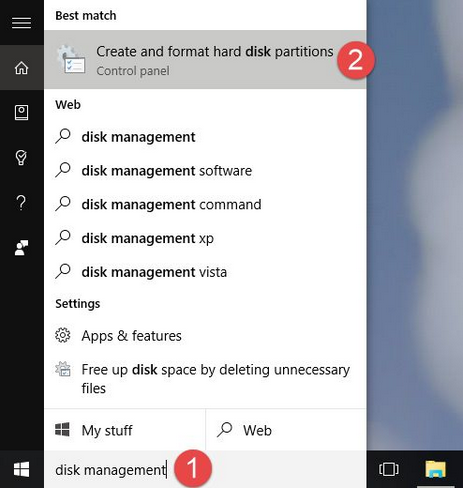 Best match
Create and format hard disk partitions
Control panel
2
Web
disk management
disk management software
disk management command
disk management xp
disk management vista
Settings
Apps & features
Free up disk space by deleting unnecessary
files
My stuff
Web
disk management
1